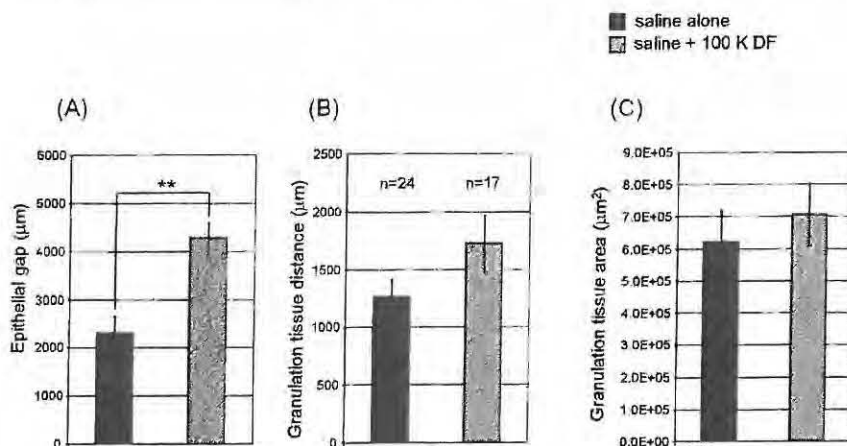 saline alone
saline + 100 K DF
(A)
(B)
(C)
Epithelial gap (µm)
6000
5000
4000
3000
2000
1000
0
**
Granulation tissue distance (µm)
2500
2000
1500
1000
500
0
n=24
n=17
Granulation tissue area (µm²)
9.0E+05
8.0E+05
7.0E+05
6.0E+05
5.0E+05
4.0E+05
3.0E+05
2.0E+05
1.0E+05
0.0E+00